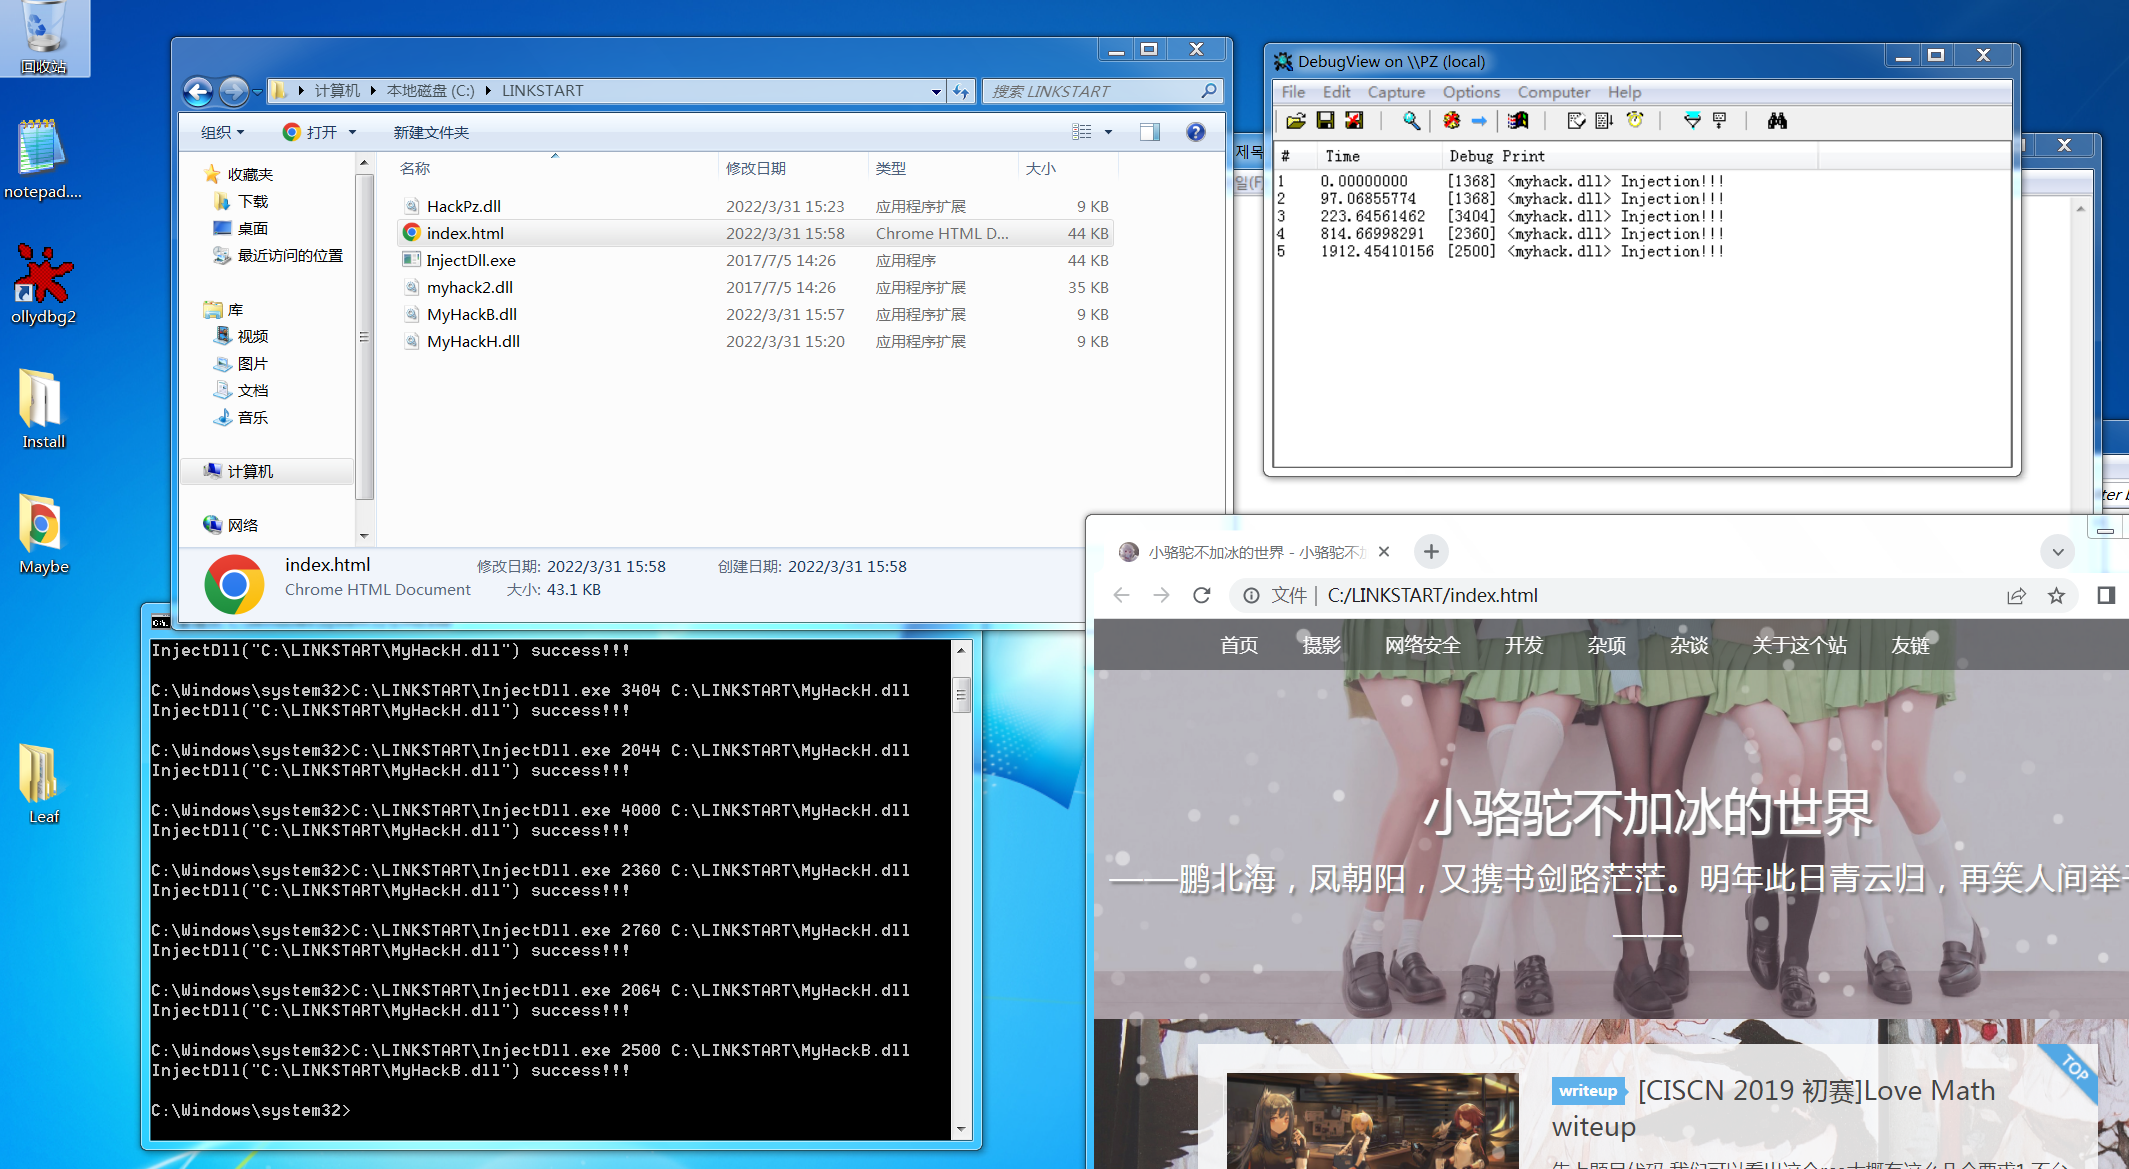 回收站
notepad....
ollydbg2
Install
Maybe
Leaf
计算机 本地磁盘 (C:) LINKSTART
搜索 LINKSTART
组织 打开 新建文件夹
收藏夹
下载
桌面
最近访问的位置
库
视频
图片
文档
音乐
计算机
网络
名称 修改日期 类型 大小
HackPz.dll 2022/3/31 15:23 应用程序扩展 9 KB
index.html 2022/3/31 15:58 Chrome HTML D... 44 KB
InjectDll.exe 2017/7/5 14:26 应用程序 44 KB
myhack2.dll 2017/7/5 14:26 应用程序扩展 35 KB
MyHackB.dll 2022/3/31 15:57 应用程序扩展 9 KB
MyHackH.dll 2022/3/31 15:20 应用程序扩展 9 KB
index.html 修改日期: 2022/3/31 15:58 创建日期: 2022/3/31 15:58
Chrome HTML Document 大小: 43.1 KB
DebugView on \\PZ (local)
File Edit Capture Options Computer Help
# Time Debug Print
1 0.00000000 [1368] <myhack.dll> Injection!!!
2 97.06855774 [1368] <myhack.dll> Injection!!!
3 223.64561462 [3404] <myhack.dll> Injection!!!
4 814.66998291 [2360] <myhack.dll> Injection!!!
5 1912.45410156 [2500] <myhack.dll> Injection!!!
제목
일(F)
ter b
C:\.
InjectDll("C:\LINKSTART\MyHackH.dll") success!!!
C:\Windows\system32>C:\LINKSTART\InjectDll.exe 3404 C:\LINKSTART\MyHackH.dll
InjectDll("C:\LINKSTART\MyHackH.dll") success!!!
C:\Windows\system32>C:\LINKSTART\InjectDll.exe 2044 C:\LINKSTART\MyHackH.dll
InjectDll("C:\LINKSTART\MyHackH.dll") success!!!
C:\Windows\system32>C:\LINKSTART\InjectDll.exe 4000 C:\LINKSTART\MyHackH.dll
InjectDll("C:\LINKSTART\MyHackH.dll") success!!!
C:\Windows\system32>C:\LINKSTART\InjectDll.exe 2360 C:\LINKSTART\MyHackH.dll
InjectDll("C:\LINKSTART\MyHackH.dll") success!!!
C:\Windows\system32>C:\LINKSTART\InjectDll.exe 2760 C:\LINKSTART\MyHackH.dll
InjectDll("C:\LINKSTART\MyHackH.dll") success!!!
C:\Windows\system32>C:\LINKSTART\InjectDll.exe 2064 C:\LINKSTART\MyHackH.dll
InjectDll("C:\LINKSTART\MyHackH.dll") success!!!
C:\Windows\system32>C:\LINKSTART\InjectDll.exe 2500 C:\LINKSTART\MyHackB.dll
InjectDll("C:\LINKSTART\MyHackB.dll") success!!!
C:\Windows\system32>
小骆驼不加冰的世界 - 小骆驼不加
文件 | C:/LINKSTART/index.html
首页 摄影 网络安全 开发 杂项 杂谈 关于这个站 友链
小骆驼不加冰的世界
——鹏北海，凤朝阳，又携书剑路茫茫。明年此日青云归，再笑人间举子
——
TOP
writeup [CISCN 2019 初赛]Love Math
witeup